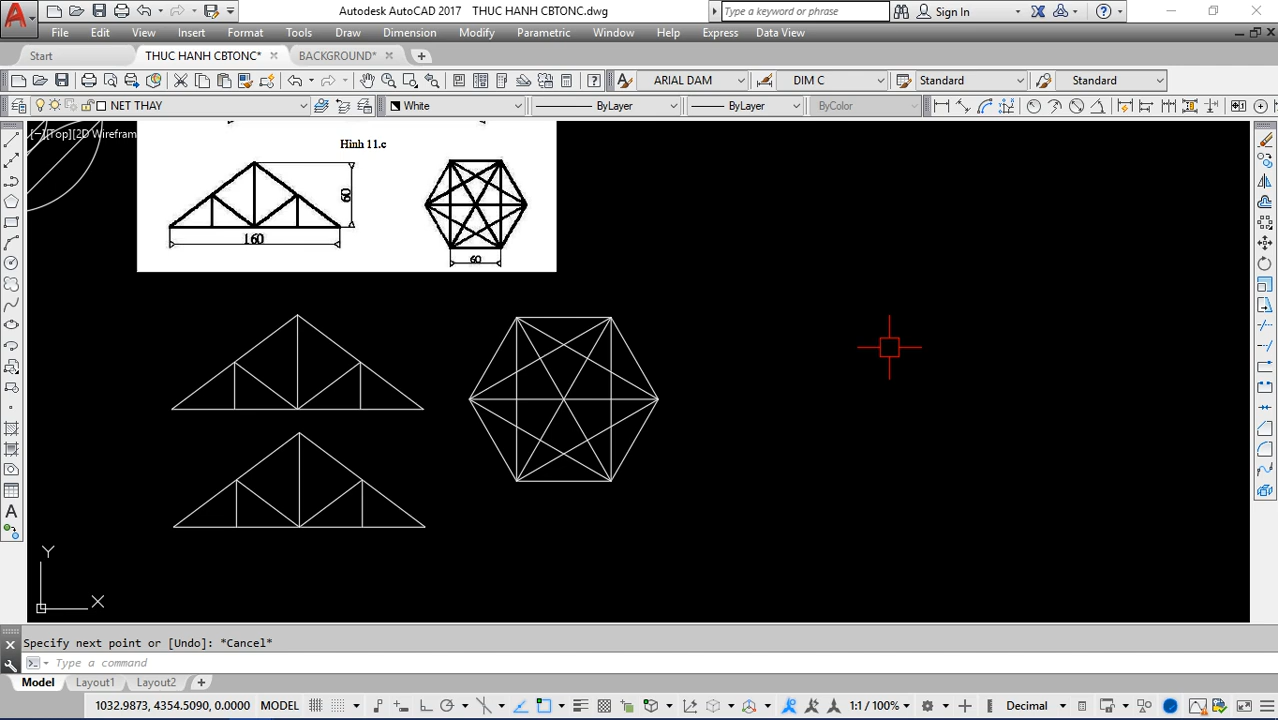 Autodesk AutoCAD 2017 THUC HANH CBTONC.dwg
Type a keyword or phrase
Sign In
File Edit View Insert Format Tools Draw Dimension Modify Parametric Window Help Express Data View
Start
THUC HANH CBTONC*
BACKGROUND*
ARIAL DAM
DIM C
Standard
Standard
NET THAY
White
ByLayer
ByLayer
ByColor
[−][Top][2D Wirefram
Hình 11.c
60
160
60
Y
X
Specify next point or [Undo]: *Cancel*
Type a command
Model Layout1 Layout2
1032.9873, 4354.5090, 0.0000 MODEL
1:1 / 100%
Decimal